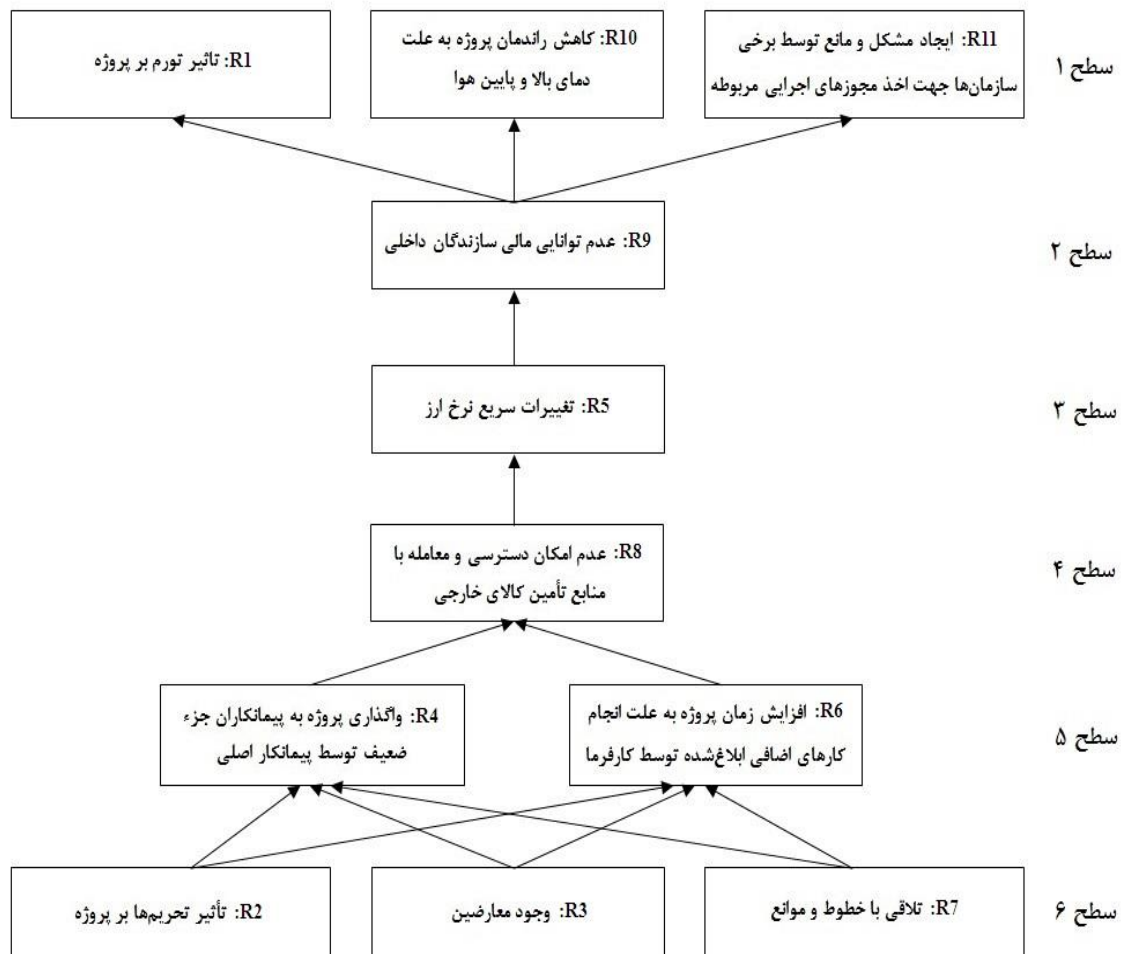 سطح ۱
R11: ایجاد مشکل و مانع توسط برخی
سازمان‌ها جهت اخذ مجوزهای اجرایی مربوطه
R10: کاهش راندمان پروژه به علت
دمای بالا و پایین هوا
R1: تاثیر تورم بر پروژه
سطح ۲
R9: عدم توانایی مالی سازندگان داخلی
سطح ۳
R5: تغییرات سریع نرخ ارز
سطح ۴
R8: عدم امکان دسترسی و معامله با
منابع تأمین کالای خارجی
سطح ۵
R6: افزایش زمان پروژه به علت انجام
کارهای اضافی ابلاغ‌شده توسط کارفرما
R4: واگذاری پروژه به پیمانکاران جزء
ضعیف توسط پیمانکار اصلی
سطح ۶
R7: تلاقی با خطوط و موانع
R3: وجود معارضین
R2: تأثیر تحریم‌ها بر پروژه